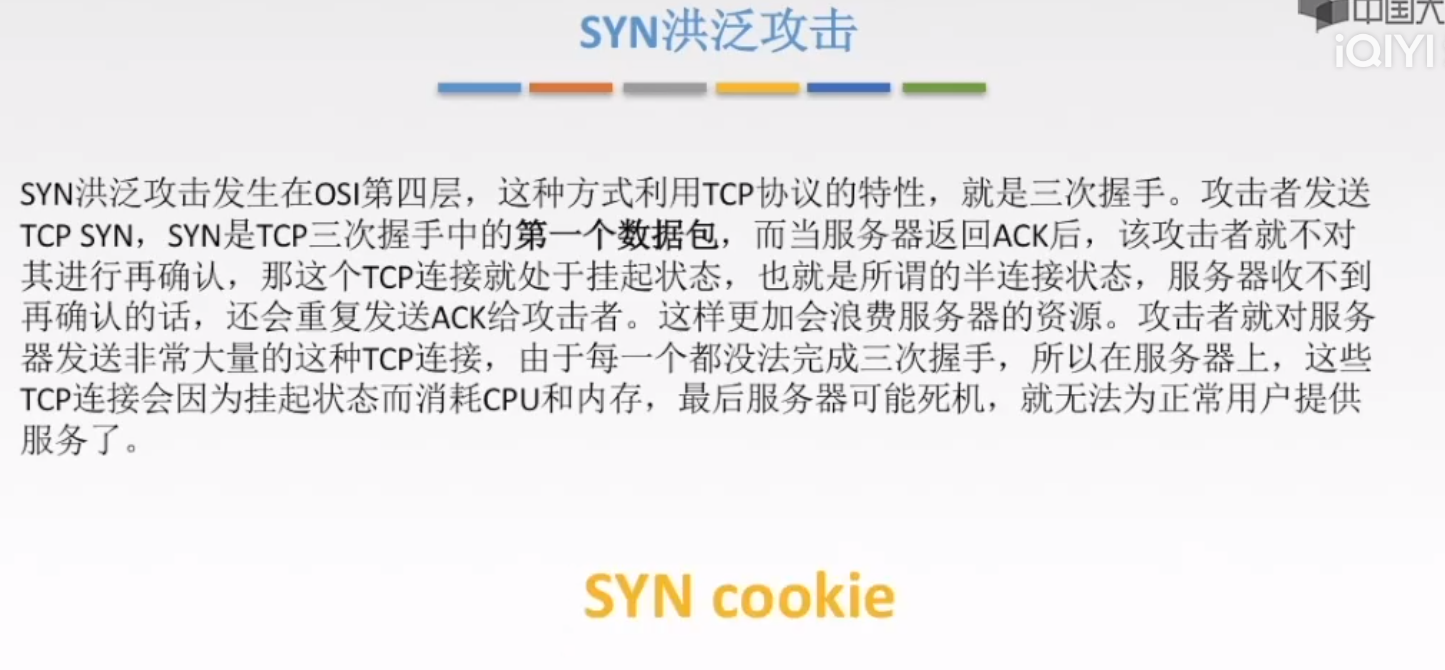 SYN洪泛攻击
中国大
iQIYI
SYN洪泛攻击发生在OSI第四层，这种方式利用TCP协议的特性，就是三次握手。攻击者发送
TCP SYN，SYN是TCP三次握手中的第一个数据包，而当服务器返回ACK后，该攻击者就不对
其进行再确认，那这个TCP连接就处于挂起状态，也就是所谓的半连接状态，服务器收不到
再确认的话，还会重复发送ACK给攻击者。这样更加会浪费服务器的资源。攻击者就对服务
器发送非常大量的这种TCP连接，由于每一个都没法完成三次握手，所以在服务器上，这些
TCP连接会因为挂起状态而消耗CPU和内存，最后服务器可能死机，就无法为正常用户提供
服务了。
SYN cookie